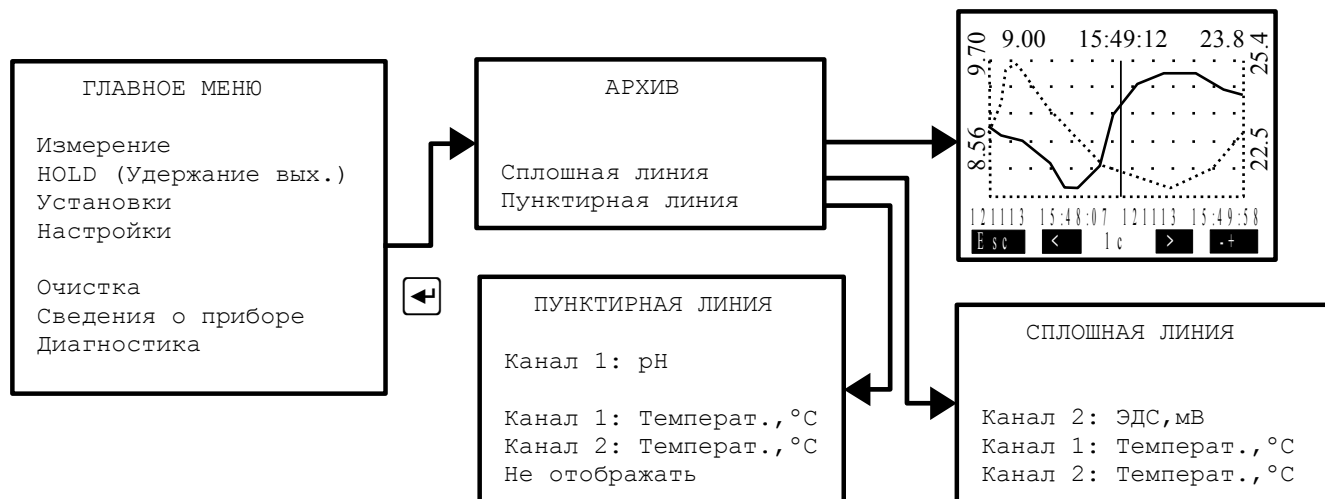 ГЛАВНОЕ МЕНЮ
Измерение
HOLD (Удержание вых.)
Установки
Настройки
Очистка
Сведения о приборе
Диагностика
АРХИВ
Сплошная линия
Пунктирная линия
9.70 9.00 15:49:12 23.8 25.4
8.56 22.5
121113 15:48:07 121113 15:49:58
Esc < 1с > -+
ПУНКТИРНАЯ ЛИНИЯ
Канал 1: pH
Канал 1: Температ.,°C
Канал 2: Температ.,°C
Не отображать
СПЛОШНАЯ ЛИНИЯ
Канал 2: ЭДС,мВ
Канал 1: Температ.,°C
Канал 2: Температ.,°C